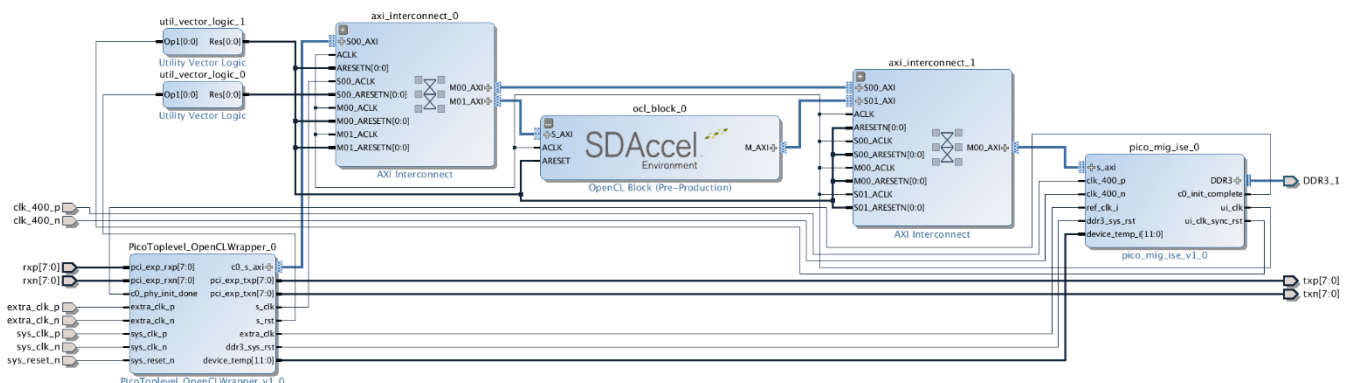 util_vector_logic_1
Op1[0:0] Res[0:0]
Utility Vector Logic
util_vector_logic_0
Op1[0:0] Res[0:0]
Utility Vector Logic
axi_interconnect_0
S00_AXI
ACLK
ARESETN[0:0]
S00_ACLK
S00_ARESETN[0:0]
M00_ACLK
M00_ARESETN[0:0]
M01_ACLK
M01_ARESETN[0:0]
M00_AXI
M01_AXI
AXI Interconnect
ocl_block_0
S_AXI
ACLK
ARESET
SDAccel
Environment
M_AXI
OpenCL Block (Pre-Production)
axi_interconnect_1
S00_AXI
S01_AXI
ACLK
ARESETN[0:0]
S00_ACLK
S00_ARESETN[0:0]
M00_ACLK
M00_ARESETN[0:0]
S01_ACLK
S01_ARESETN[0:0]
M00_AXI
AXI Interconnect
pico_mig_ise_0
s_axi
clk_400_p
clk_400_n
ref_clk_i
ddr3_sys_rst
device_temp_i[11:0]
DDR3
c0_init_complete
ui_clk
ui_clk_sync_rst
pico_mig_ise_v1_0
DDR3_1
clk_400_p
clk_400_n
rxp[7:0]
rxn[7:0]
extra_clk_p
extra_clk_n
sys_clk_p
sys_clk_n
sys_reset_n
PicoToplevel_OpenCLWrapper_0
pci_exp_rxp[7:0]
pci_exp_rxn[7:0]
c0_phy_init_done
extra_clk_p
extra_clk_n
sys_clk_p
sys_clk_n
sys_reset_n
c0_s_axi
pci_exp_txp[7:0]
pci_exp_txn[7:0]
s_clk
s_rst
extra_clk
ddr3_sys_rst
device_temp[11:0]
PicoToplevel_OpenCLWrapper_v1_0
txp[7:0]
txn[7:0]